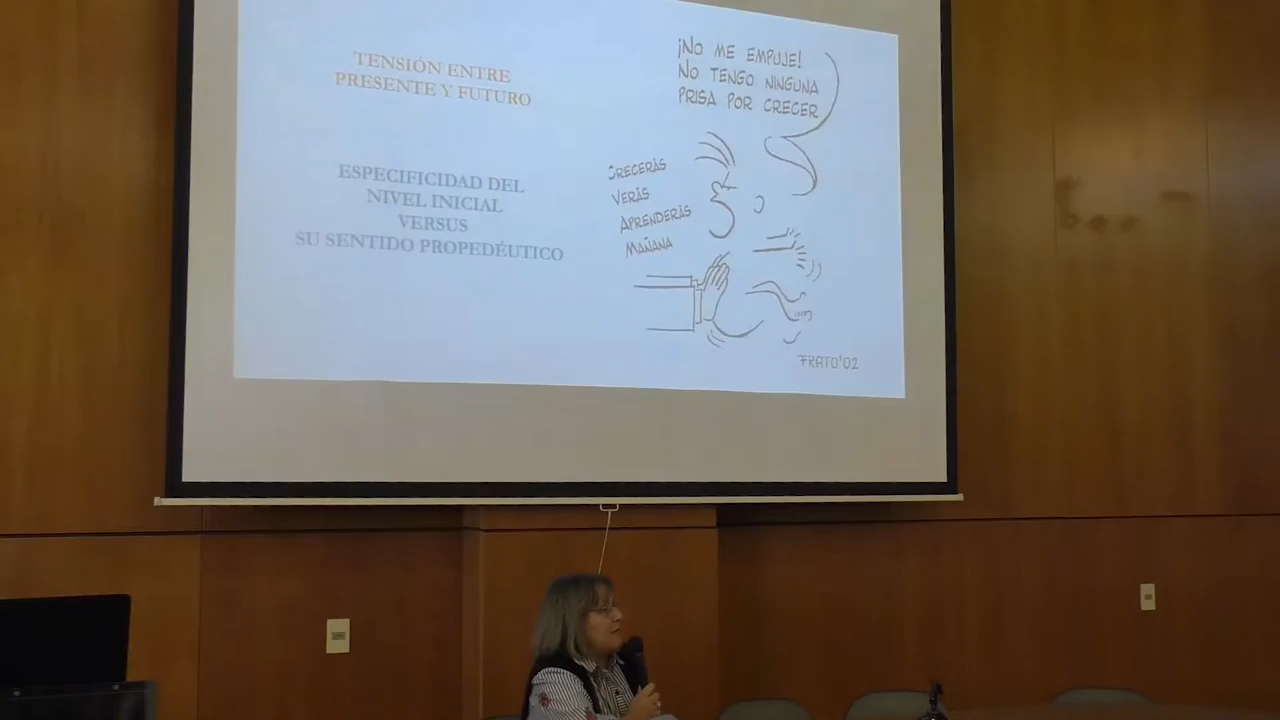 TENSIÓN ENTRE
PRESENTE Y FUTURO
ESPECIFICIDAD DEL
NIVEL INICIAL
VERSUS
SU SENTIDO PROPEDÉUTICO
¡NO ME EMPUJE!
NO TENGO NINGUNA
PRISA POR CRECER
CRECERÁS
VERÁS
APRENDERÁS
MAÑANA
FRATO'02